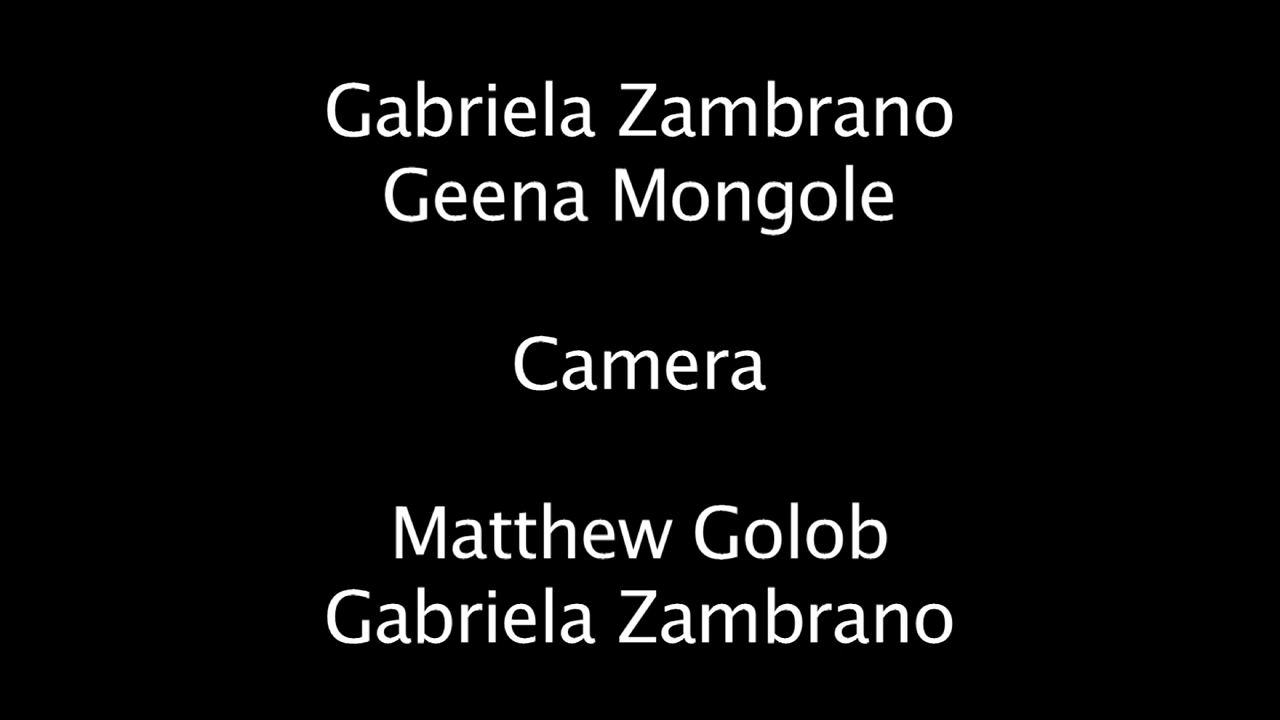 Gabriela Zambrano
Geena Mongole
Camera
Matthew Golob
Gabriela Zambrano